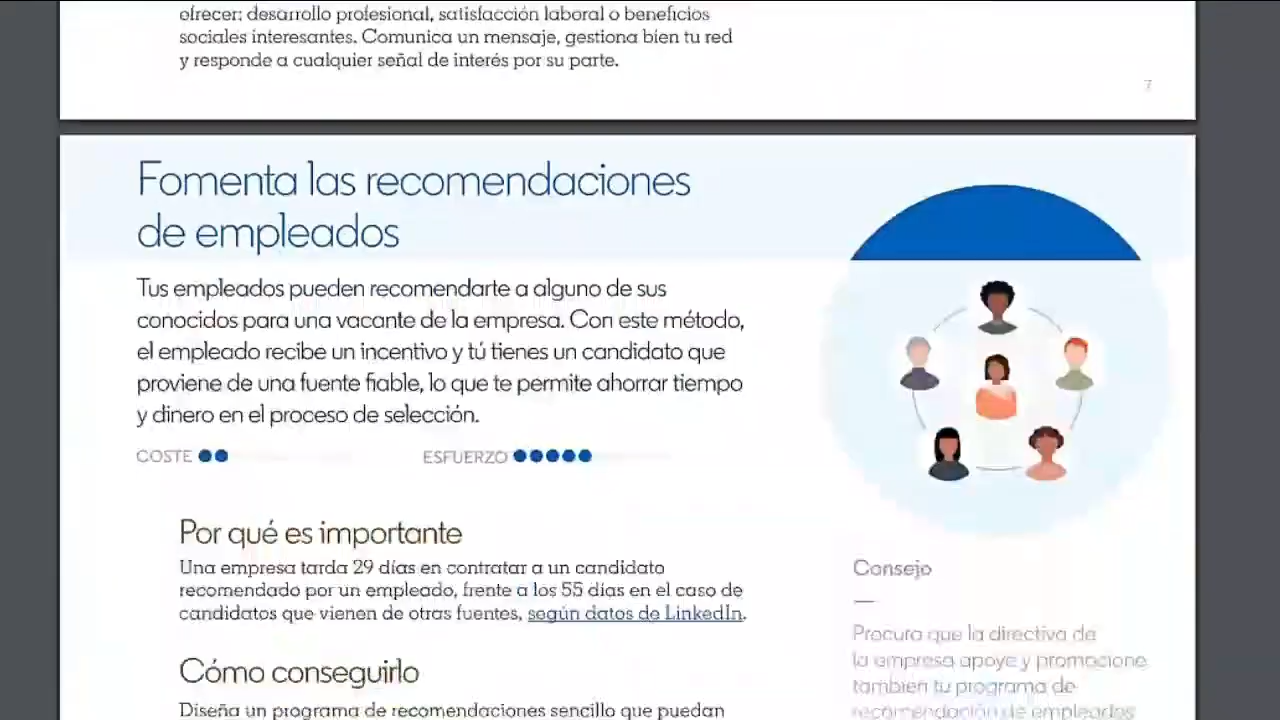 ofrecer: desarrollo profesional, satisfacción laboral o beneficios
sociales interesantes. Comunica un mensaje, gestiona bien tu red
y responde a cualquier señal de interés por su parte.
7
Fomenta las recomendaciones
de empleados
Tus empleados pueden recomendarte a alguno de sus
conocidos para una vacante de la empresa. Con este método,
el empleado recibe un incentivo y tú tienes un candidato que
proviene de una fuente fiable, lo que te permite ahorrar tiempo
y dinero en el proceso de selección.
COSTE
ESFUERZO
Por qué es importante
Una empresa tarda 29 días en contratar a un candidato
recomendado por un empleado, frente a los 55 días en el caso de
candidatos que vienen de otras fuentes, según datos de LinkedIn.
Cómo conseguirlo
Diseña un programa de recomendaciones sencillo que puedan
Consejo
Procura que la directiva de
la empresa apoye y promocione
también tu programa de
recomendación de empleados